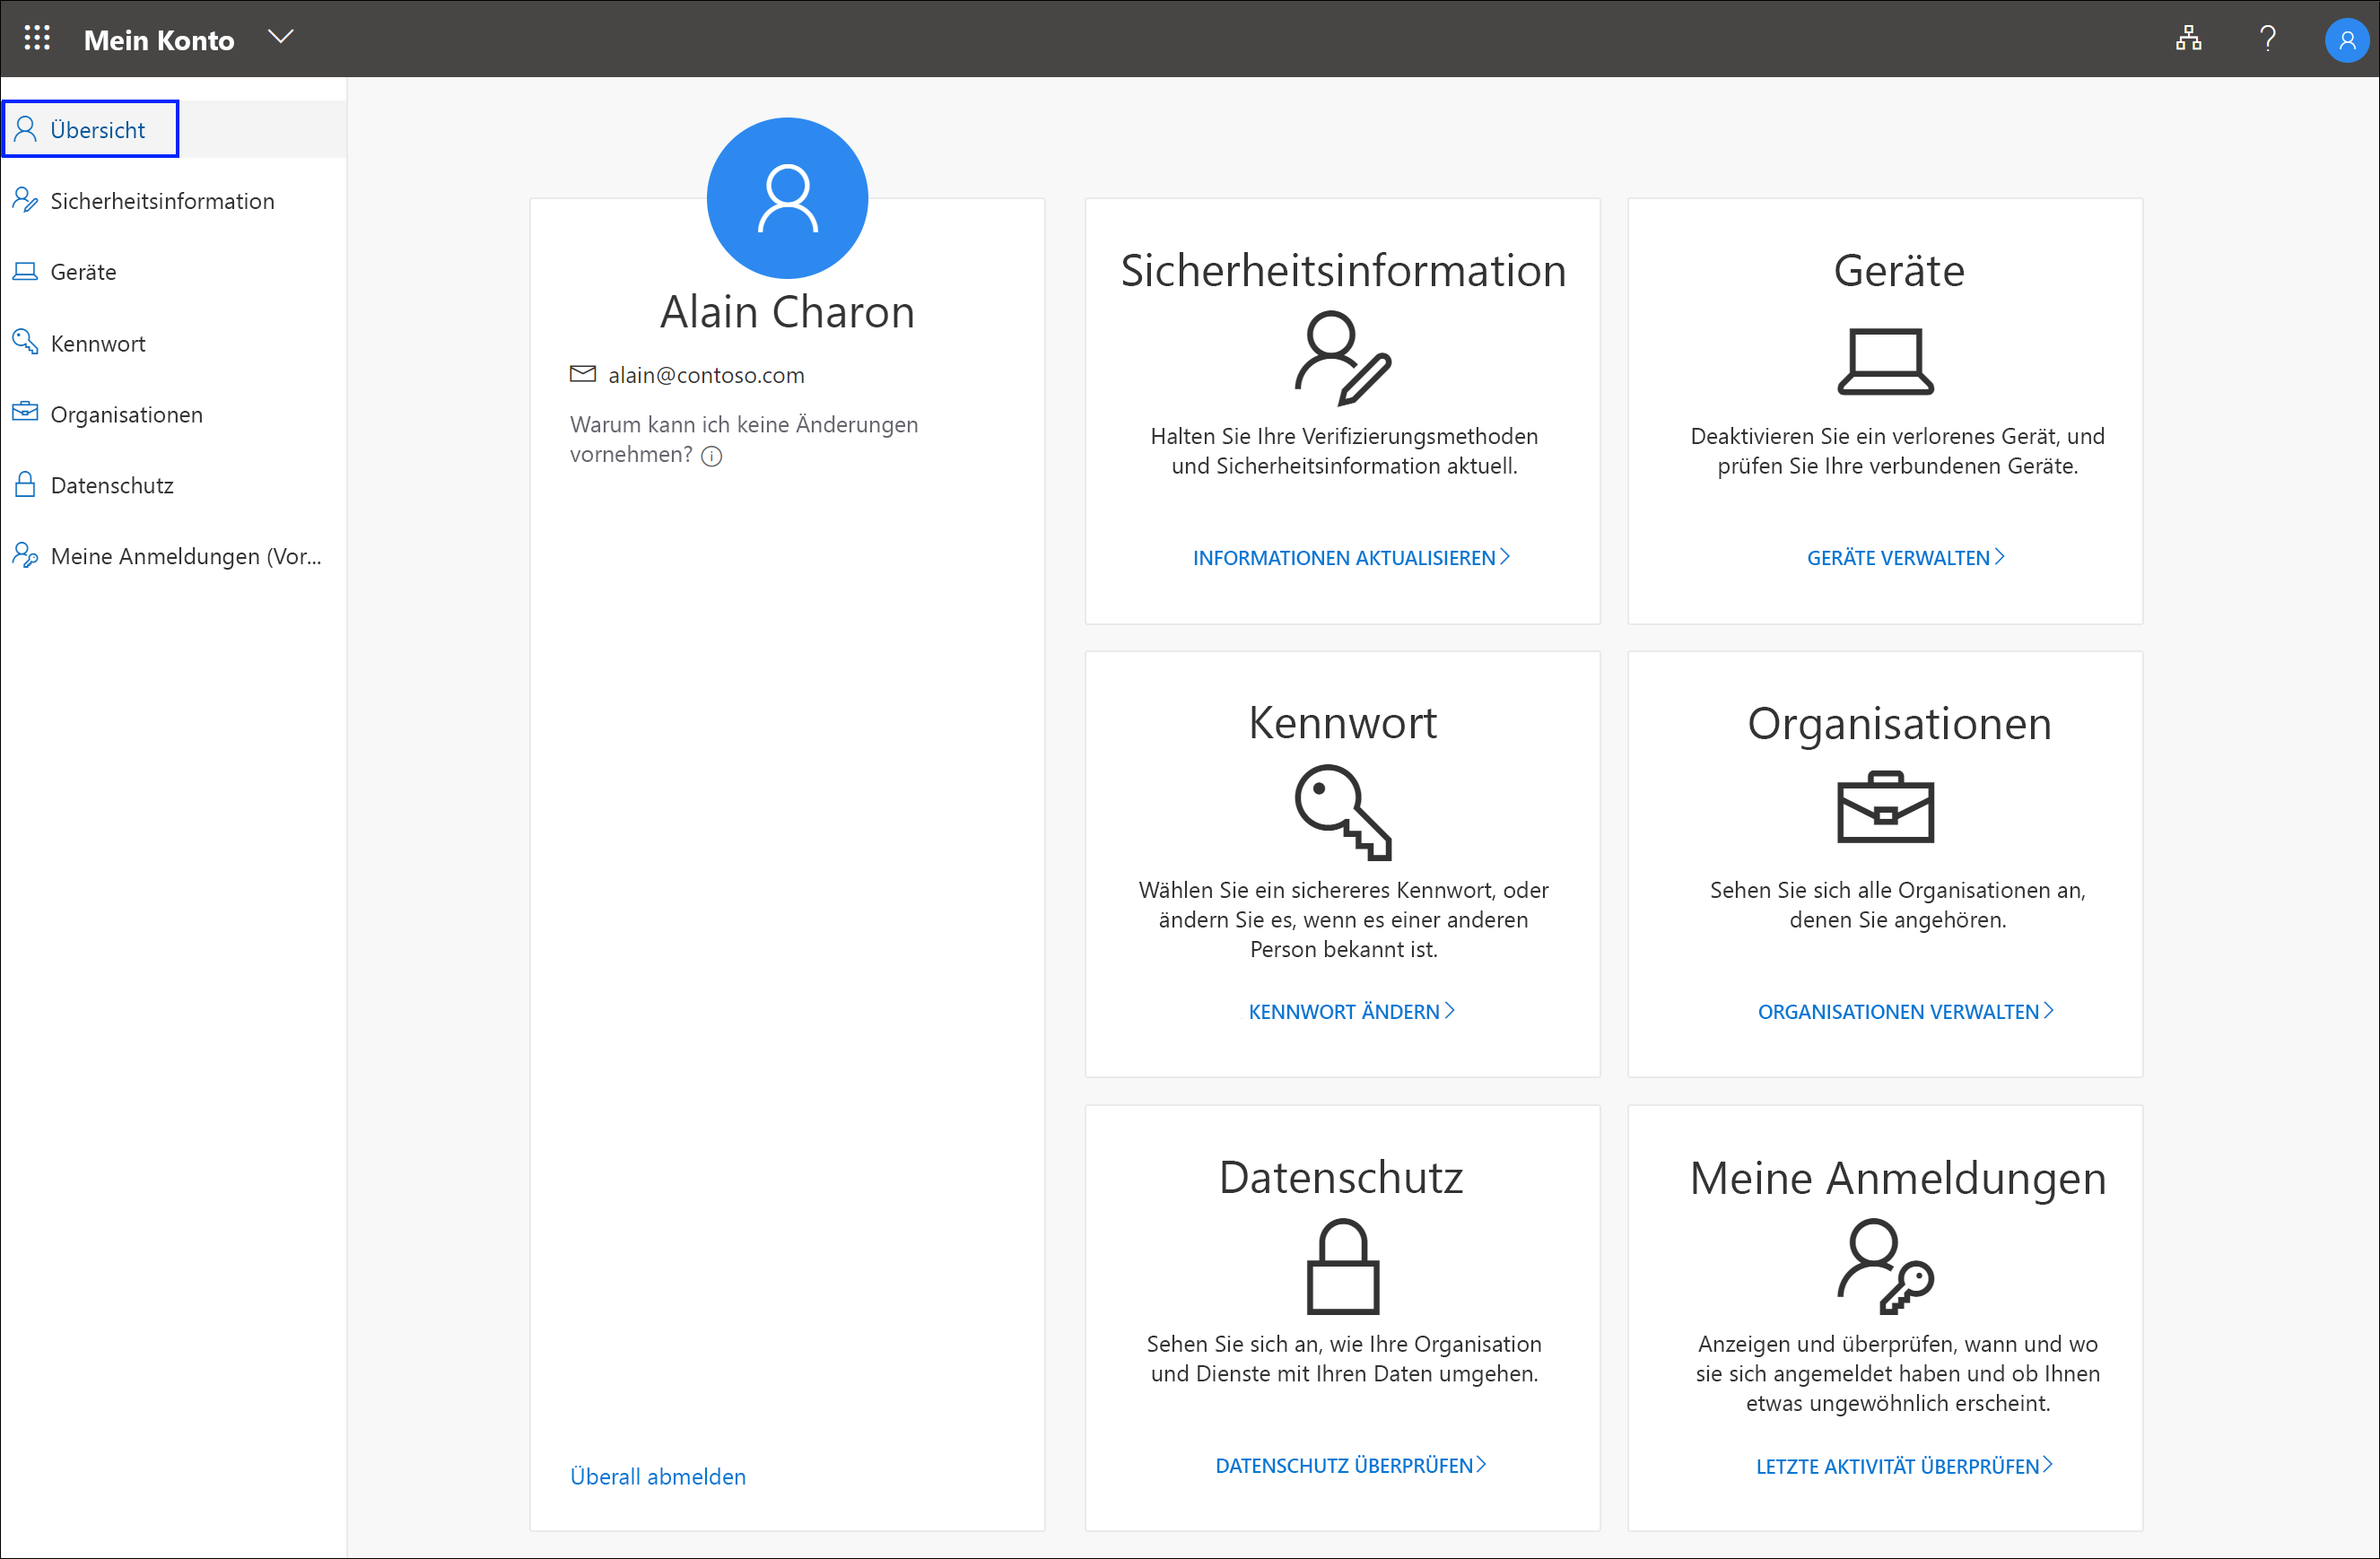 Mein Konto
Übersicht
Sicherheitsinformation
Geräte
Kennwort
Organisationen
Datenschutz
Meine Anmeldungen (Vor...
Alain Charon
alain@contoso.com
Warum kann ich keine Änderungen
vornehmen?
Überall abmelden
Sicherheitsinformation
Halten Sie Ihre Verifizierungsmethoden
und Sicherheitsinformation aktuell.
INFORMATIONEN AKTUALISIEREN
Geräte
Deaktivieren Sie ein verlorenes Gerät, und
prüfen Sie Ihre verbundenen Geräte.
GERÄTE VERWALTEN
Kennwort
Wählen Sie ein sichereres Kennwort, oder
ändern Sie es, wenn es einer anderen
Person bekannt ist.
KENNWORT ÄNDERN
Organisationen
Sehen Sie sich alle Organisationen an,
denen Sie angehören.
ORGANISATIONEN VERWALTEN
Datenschutz
Sehen Sie sich an, wie Ihre Organisation
und Dienste mit Ihren Daten umgehen.
DATENSCHUTZ ÜBERPRÜFEN
Meine Anmeldungen
Anzeigen und überprüfen, wann und wo
sie sich angemeldet haben und ob Ihnen
etwas ungewöhnlich erscheint.
LETZTE AKTIVITÄT ÜBERPRÜFEN